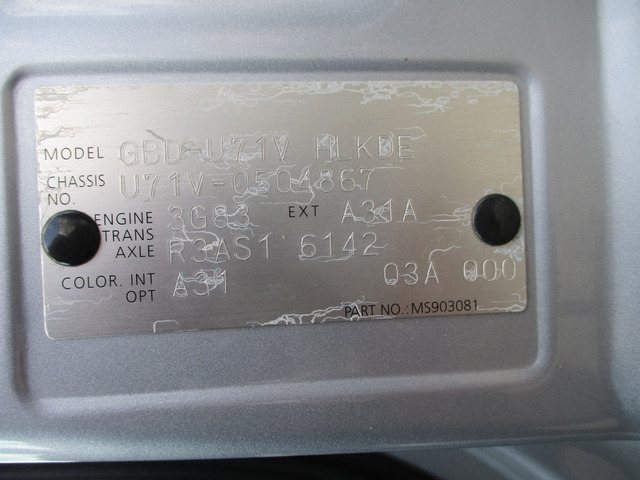 MODEL GBD-U71V HLKDE
CHASSIS NO. U71V-0504867
ENGINE 3G83 EXT A31A
TRANS AXLE R3AS1 6142
COLOR. INT OPT A31 03A 000
PART NO.: MS903081